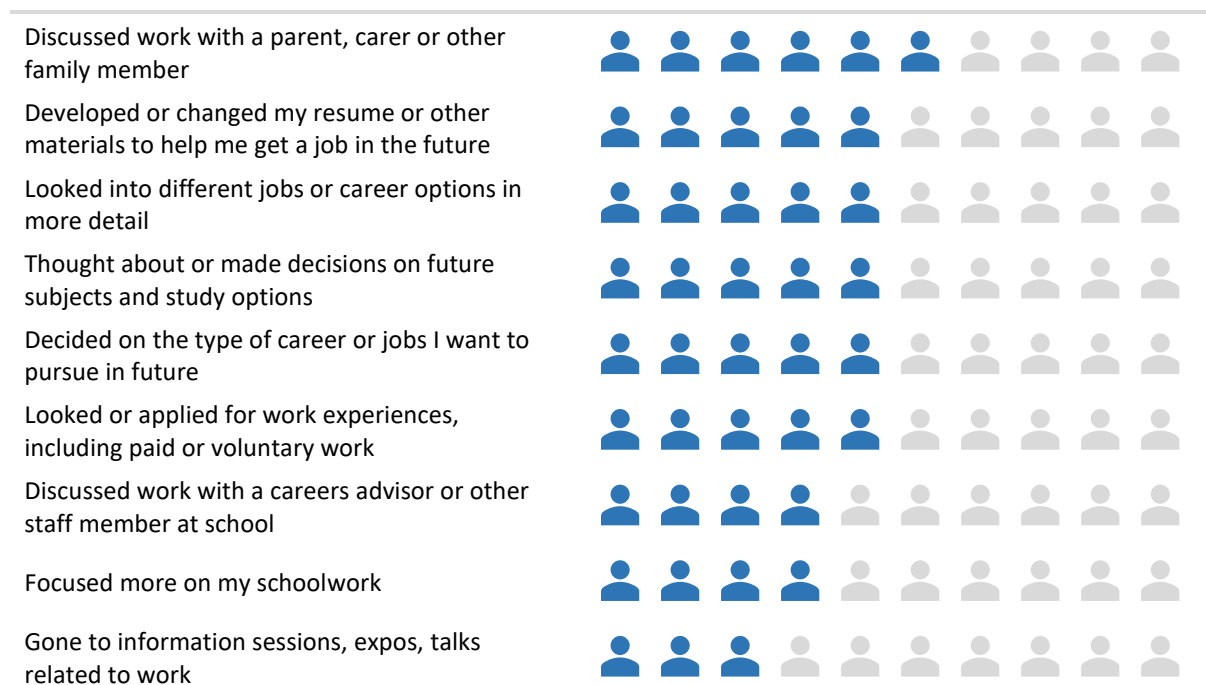 Discussed work with a parent, carer or other
family member
Developed or changed my resume or other
materials to help me get a job in the future
Looked into different jobs or career options in
more detail
Thought about or made decisions on future
subjects and study options
Decided on the type of career or jobs I want to
pursue in future
Looked or applied for work experiences,
including paid or voluntary work
Discussed work with a careers advisor or other
staff member at school
Focused more on my schoolwork
Gone to information sessions, expos, talks
related to work